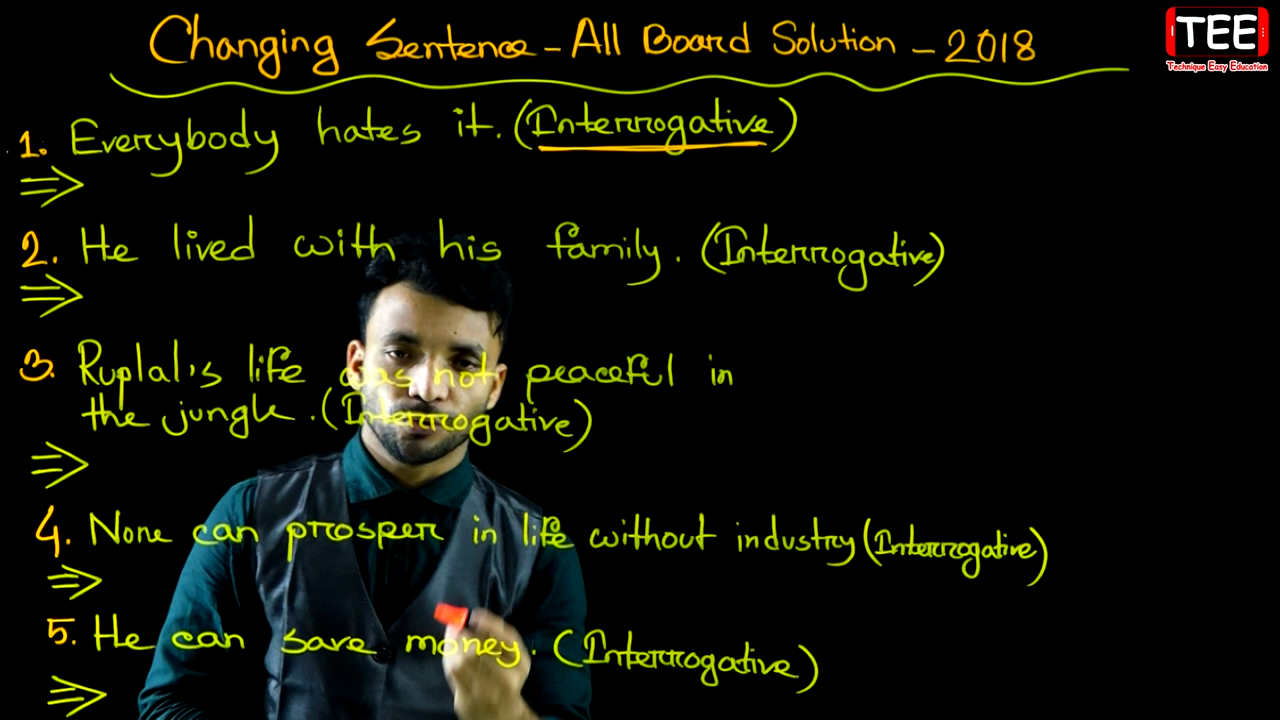 Changing Sentence - All Board Solution - 2018
TEE
Technique Easy Education
1. Everybody hates it. (Interrogative)
⇒
2. He lived with his family. (Interrogative)
⇒
3. Ruplal's life was not peaceful in
the jungle. (Interrogative)
⇒
4. None can prosper in life without industry (Interrogative)
⇒
5. He can save money. (Interrogative)
⇒